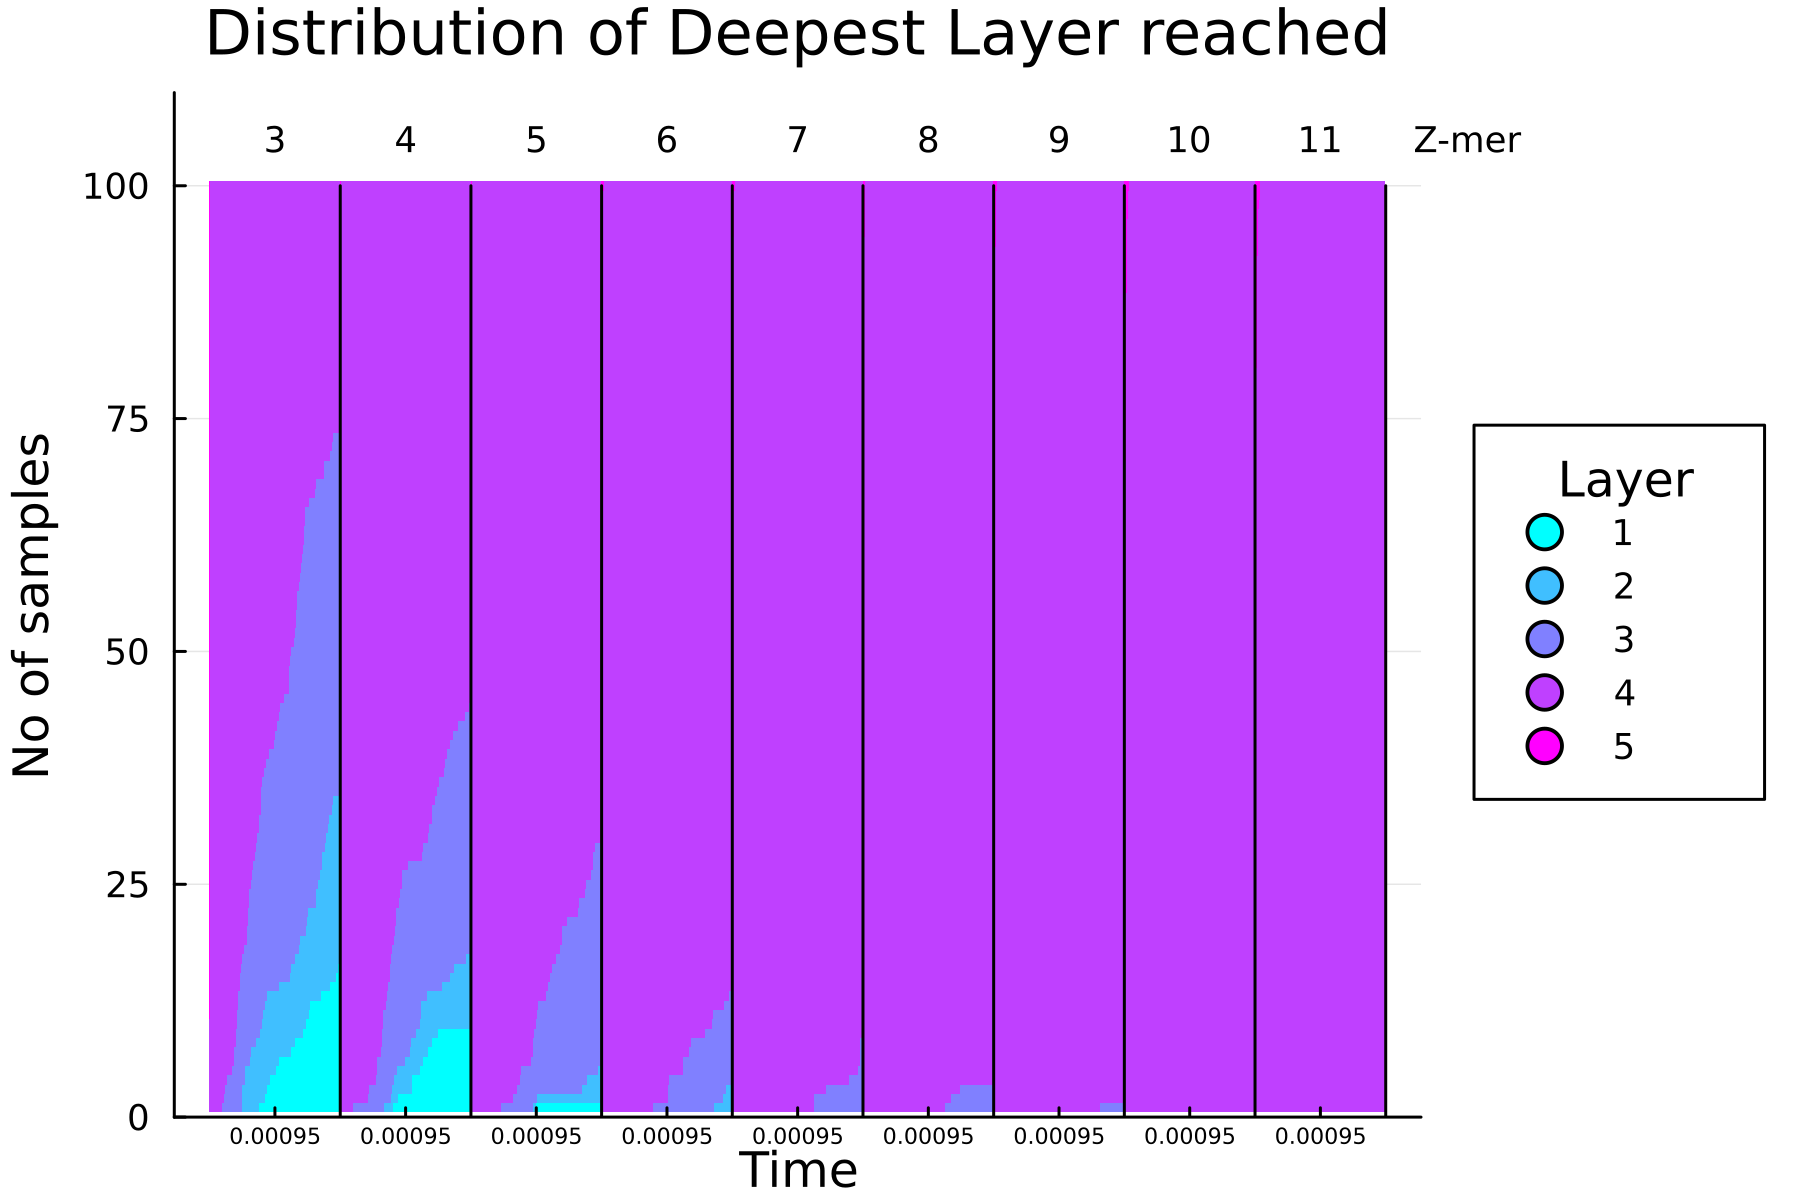 Distribution of Deepest Layer reached
3 4 5 6 7 8 9 10 11 Z-mer
100
75
50
25
0
No of samples
0.00095 0.00095 0.00095 0.00095 0.00095 0.00095 0.00095 0.00095 0.00095
Time
Layer
1
2
3
4
5